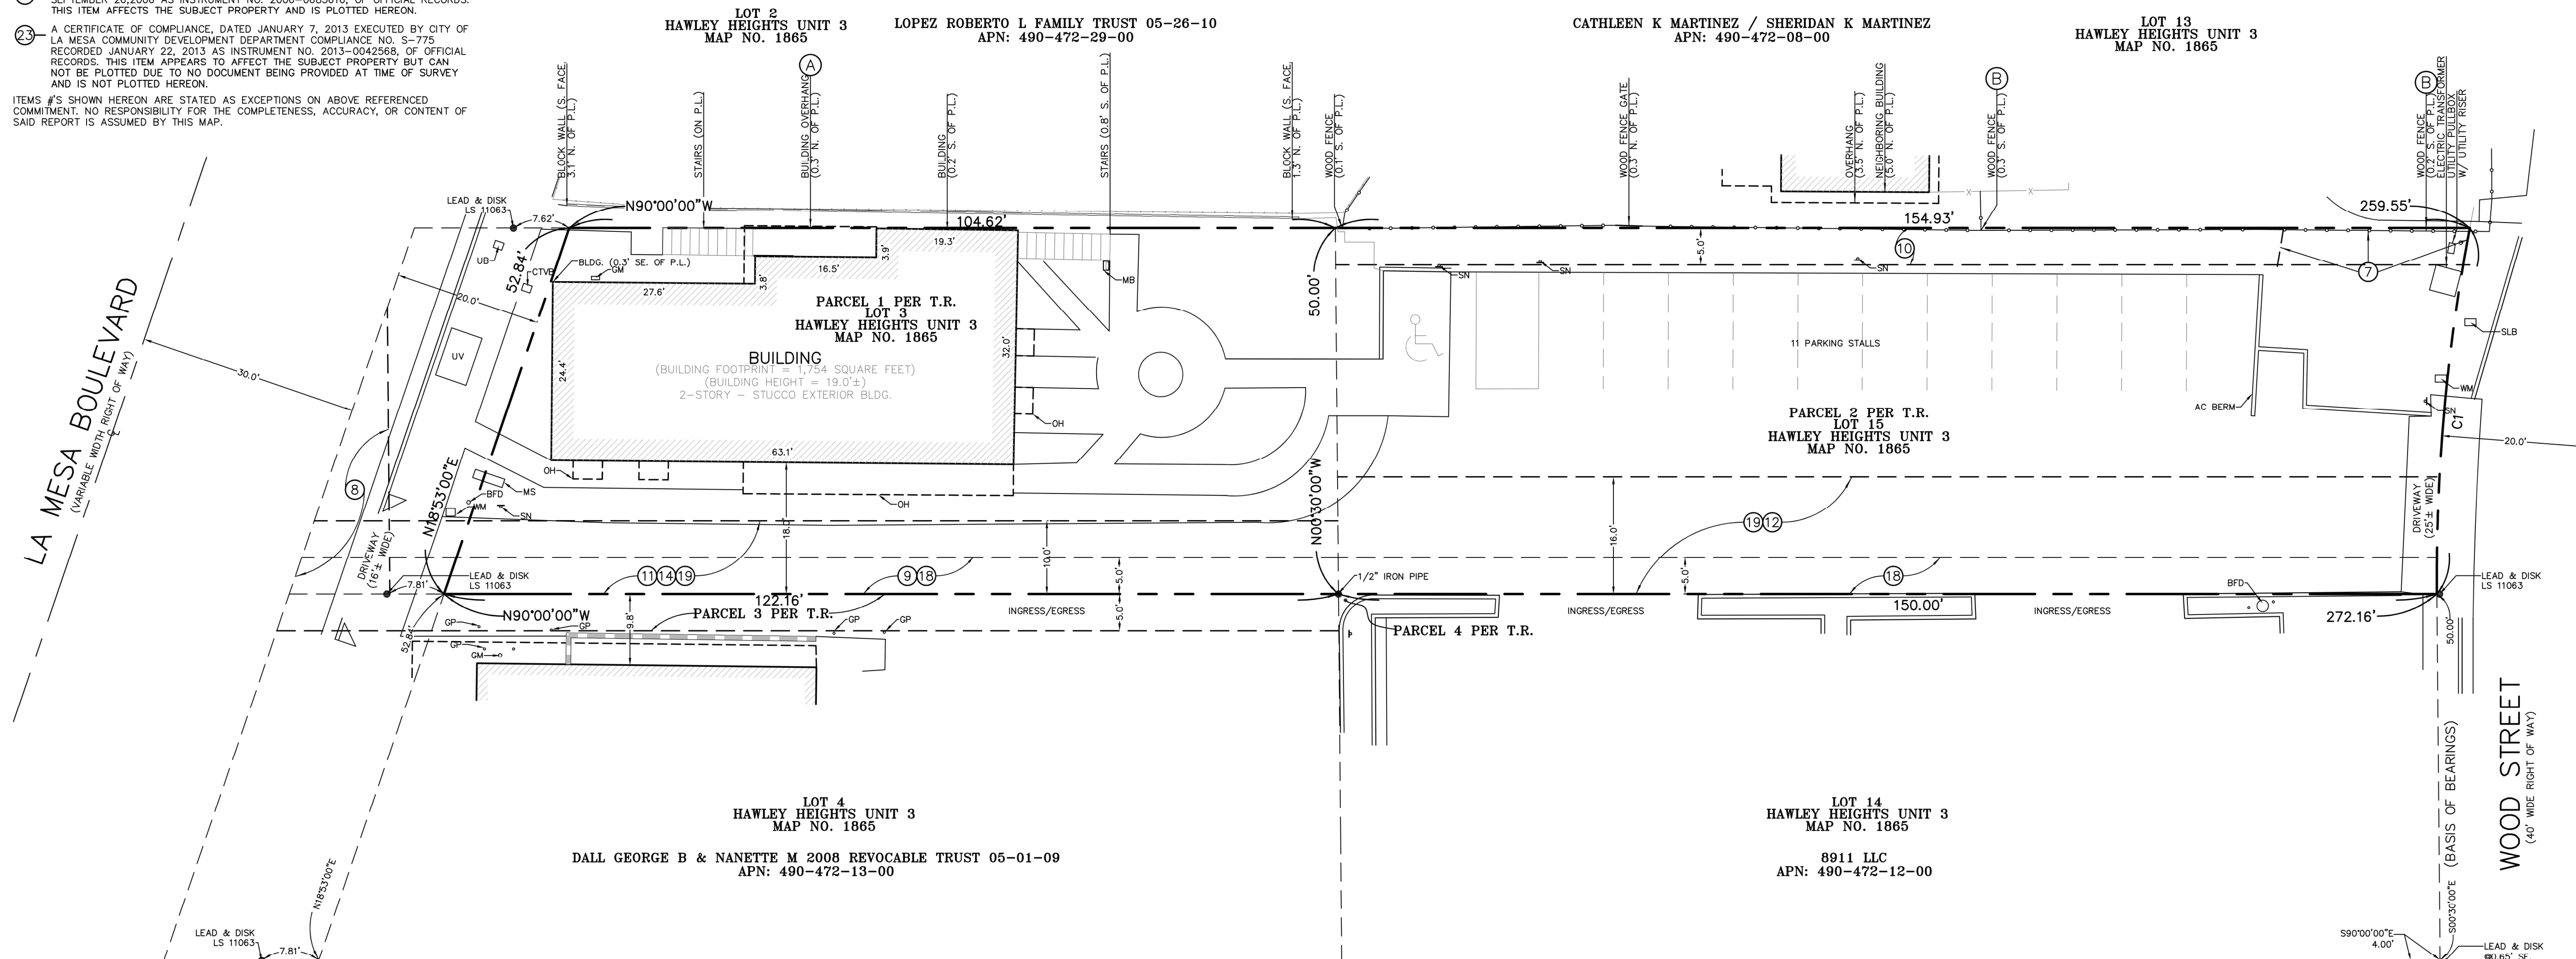 THIS ITEM AFFECTS THE SUBJECT PROPERTY AND IS PLOTTED HEREON.
23 A CERTIFICATE OF COMPLIANCE, DATED JANUARY 7, 2013 EXECUTED BY CITY OF
LA MESA COMMUNITY DEVELOPMENT DEPARTMENT COMPLIANCE NO. S-775
RECORDED JANUARY 22, 2013 AS INSTRUMENT NO. 2013-0042568, OF OFFICIAL
RECORDS. THIS ITEM APPEARS TO AFFECT THE SUBJECT PROPERTY BUT CAN
NOT BE PLOTTED DUE TO NO DOCUMENT BEING PROVIDED AT TIME OF SURVEY
AND IS NOT PLOTTED HEREON.
ITEMS #'S SHOWN HEREON ARE STATED AS EXCEPTIONS ON ABOVE REFERENCED
COMMITMENT. NO RESPONSIBILITY FOR THE COMPLETENESS, ACCURACY, OR CONTENT OF
SAID REPORT IS ASSUMED BY THIS MAP.
LOT 2
HAWLEY HEIGHTS UNIT 3
MAP NO. 1865
LOPEZ ROBERTO L FAMILY TRUST 05-26-10
APN: 490-472-29-00
CATHLEEN K MARTINEZ / SHERIDAN K MARTINEZ
APN: 490-472-08-00
LOT 13
HAWLEY HEIGHTS UNIT 3
MAP NO. 1865
BLOCK WALL (S. FACE,
3.1' N. OF P.L.)
STAIRS (ON P.L.)
A
BUILDING OVERHANG
(0.3' N. OF P.L.)
BUILDING
(0.2' S. OF P.L.)
STAIRS (0.8' S. OF P.L.)
BLOCK WALL (S. FACE,
1.3' N. OF P.L.)
WOOD FENCE
(0.1' S. OF P.L.)
WOOD FENCE GATE
(0.3' N. OF P.L.)
OVERHANG
(3.5' N. OF P.L.)
NEIGHBORING BUILDING
(5.0' N. OF P.L.)
B
WOOD FENCE
(0.3' S. OF P.L.)
B
WOOD FENCE
(0.2' S. OF P.L.)
ELECTRIC TRANSFORMER
UTILITY PULLBOX
W/ UTILITY RISER
LEAD & DISK
LS 11063
7.62'
N90°00'00"W
104.62'
154.93'
259.55'
UB
CTVB
52.84'
BLDG. (0.3' SE. OF P.L.)
GM
27.6'
3.8'
16.5'
3.9'
19.3'
MB
50.00'
5.0'
10
7
SN
SN
SN
20.0'
30.0'
UV
PARCEL 1 PER T.R.
LOT 3
HAWLEY HEIGHTS UNIT 3
MAP NO. 1865
BUILDING
(BUILDING FOOTPRINT = 1,754 SQUARE FEET)
(BUILDING HEIGHT = 19.0'±)
2-STORY - STUCCO EXTERIOR BLDG.
24.4'
32.0'
63.1'
OH
OH
OH
11 PARKING STALLS
SLB
WM
SN
AC BERM
C1
20.0'
PARCEL 2 PER T.R.
LOT 15
HAWLEY HEIGHTS UNIT 3
MAP NO. 1865
LA MESA BOULEVARD
(VARIABLE WIDTH RIGHT OF WAY)
8
N18°53'00"E
MS
BFD
WM
SN
18.0'
10.0'
N00°30'00"W
16.0'
19 12
DRIVEWAY
(25'± WIDE)
DRIVEWAY
(16'± WIDE)
7.81'
LEAD & DISK
LS 11063
11 14 19
9 18
5.0'
5.0'
1/2" IRON PIPE
5.0'
18
BFD
LEAD & DISK
LS 11063
N90°00'00"W
122.16'
PARCEL 3 PER T.R.
INGRESS/EGRESS
INGRESS/EGRESS
150.00'
INGRESS/EGRESS
272.16'
50.00'
52.84'
GP
GP
9.8'
GP
GP
GP
GM
PARCEL 4 PER T.R.
LOT 4
HAWLEY HEIGHTS UNIT 3
MAP NO. 1865
DALL GEORGE B & NANETTE M 2008 REVOCABLE TRUST 05-01-09
APN: 490-472-13-00
LOT 14
HAWLEY HEIGHTS UNIT 3
MAP NO. 1865
8911 LLC
APN: 490-472-12-00
WOOD STREET
(40' WIDE RIGHT OF WAY)
S00°30'00"E (BASIS OF BEARINGS)
N18°53'00"E
LEAD & DISK
LS 11063
7.81'
S90°00'00"E
4.00'
LEAD & DISK